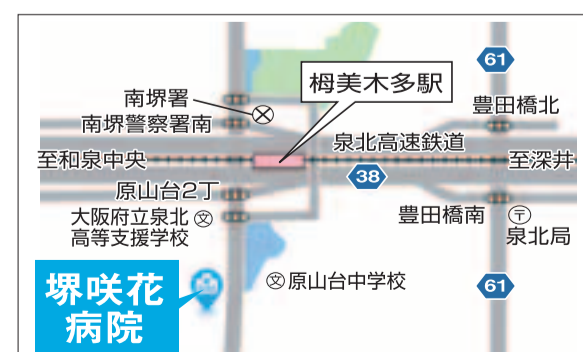 61
栂美木多駅
南堺署
豊田橋北
南堺警察署南
泉北高速鉄道
至和泉中央
至深井
38
原山台2丁
大阪府立泉北
高等支援学校 文
豊田橋南 〒
泉北局
文 原山台中学校
61
堺咲花
病院